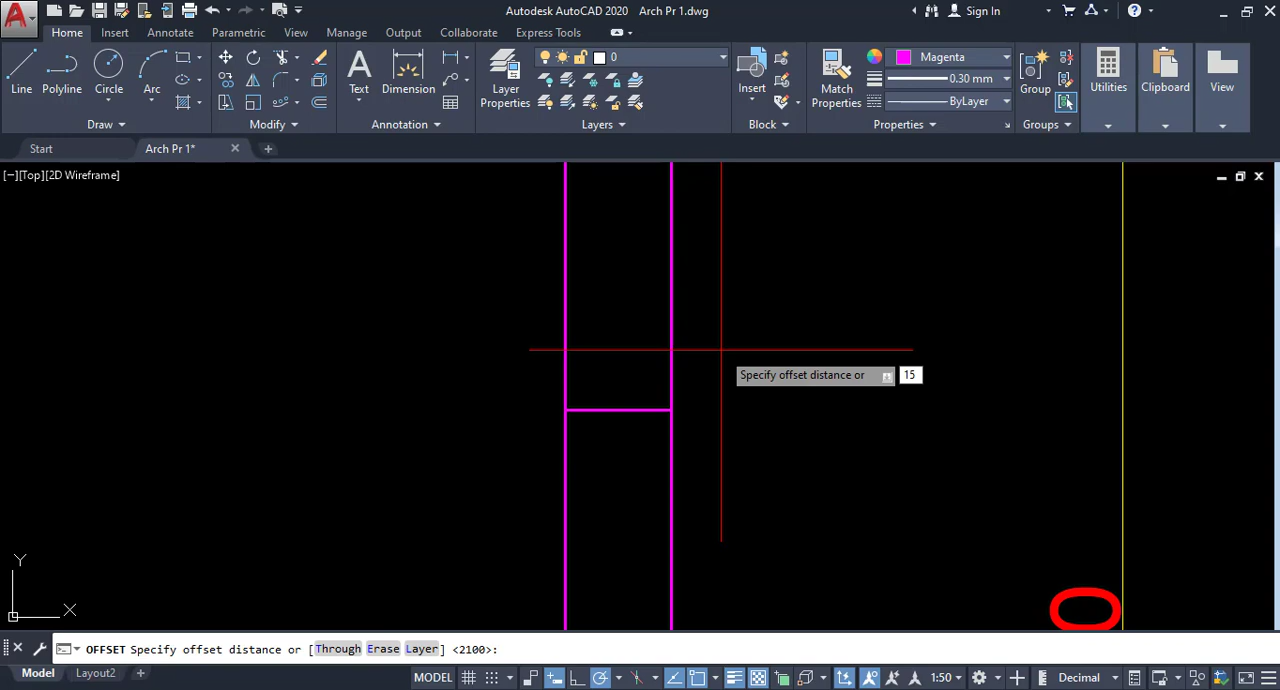 Autodesk AutoCAD 2020 Arch Pr 1.dwg
Sign In
Home Insert Annotate Parametric View Manage Output Collaborate Express Tools
0
Magenta
0.30 mm
ByLayer
Line Polyline Circle Arc
Text Dimension
Layer Properties
Insert
Match Properties
Group
Utilities Clipboard View
Draw Modify Annotation Layers Block Properties Groups
Start Arch Pr 1*
[−][Top][2D Wireframe]
Specify offset distance or 15
Y
X
OFFSET Specify offset distance or [Through Erase Layer] <2100>:
Model Layout2 MODEL 1:50 Decimal